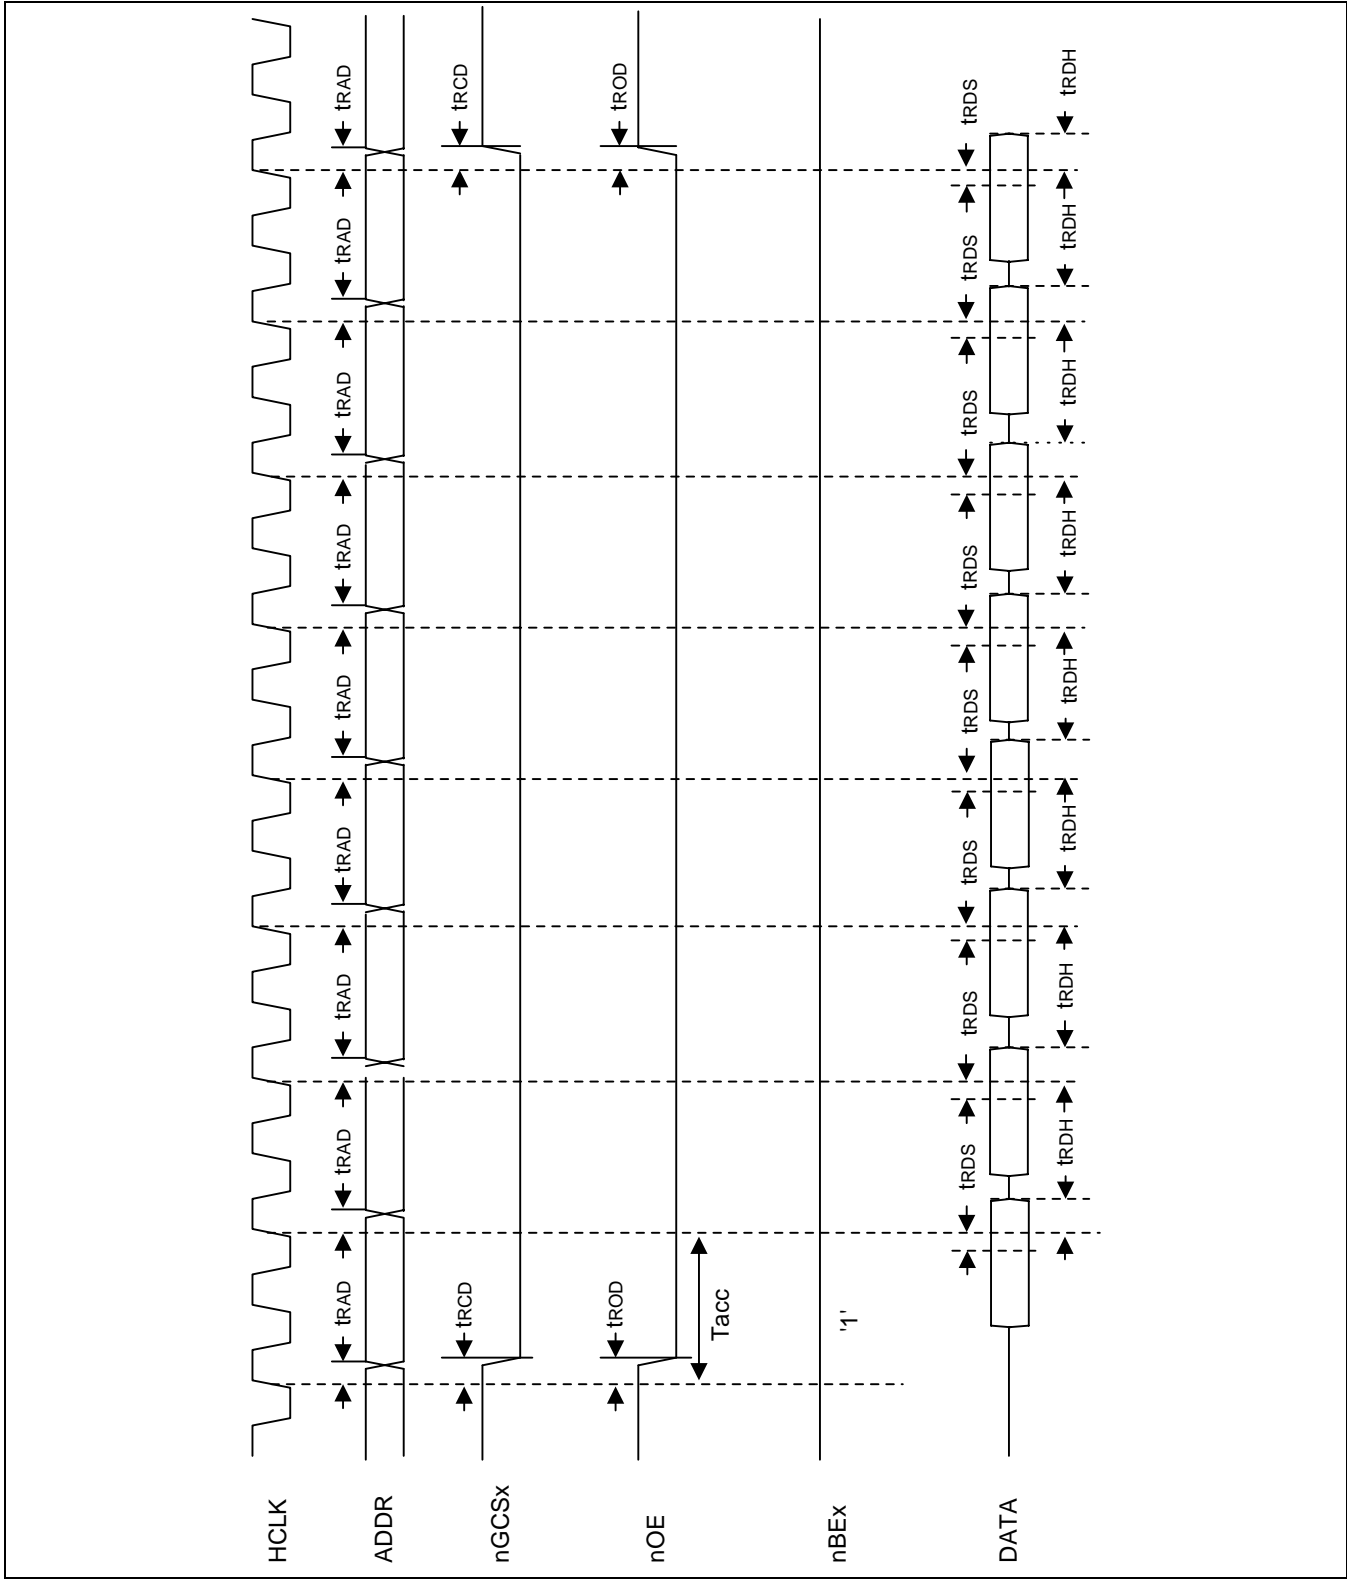 HCLK
tRAD tRAD tRAD tRAD tRAD tRAD tRAD tRAD tRAD
ADDR
tRCD tRCD
nGCSx
tROD tROD
nOE
Tacc
nBEx
'1'
tRDS tRDS tRDS tRDS tRDS tRDS tRDS tRDS
DATA
tRDH tRDH tRDH tRDH tRDH tRDH tRDH tRDH